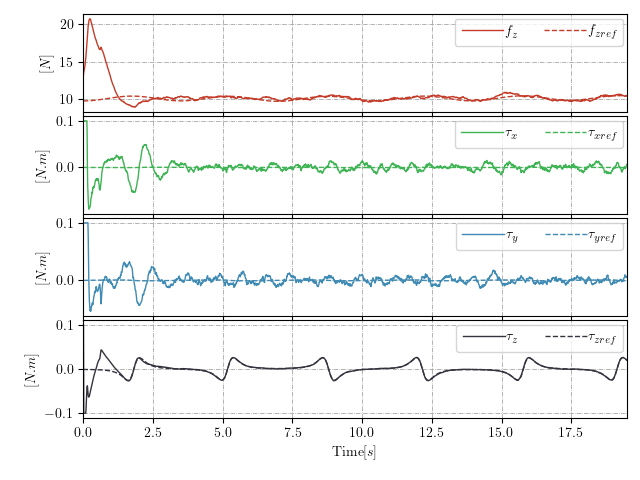 20
15
10
[N]
f_z f_zref
0.1
0.0
[N.m]
τ_x τ_xref
0.1
0.0
[N.m]
τ_y τ_yref
0.1
0.0
−0.1
[N.m]
τ_z τ_zref
0.0 2.5 5.0 7.5 10.0 12.5 15.0 17.5
Time[s]